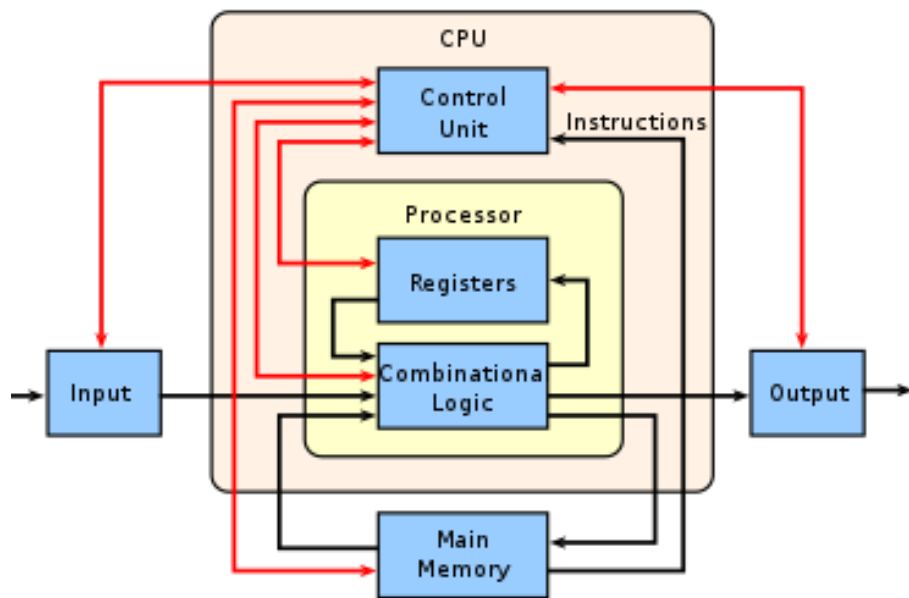 CPU
Control
Unit
Instructions
Processor
Registers
Combinationa
Logic
Input
Output
Main
Memory